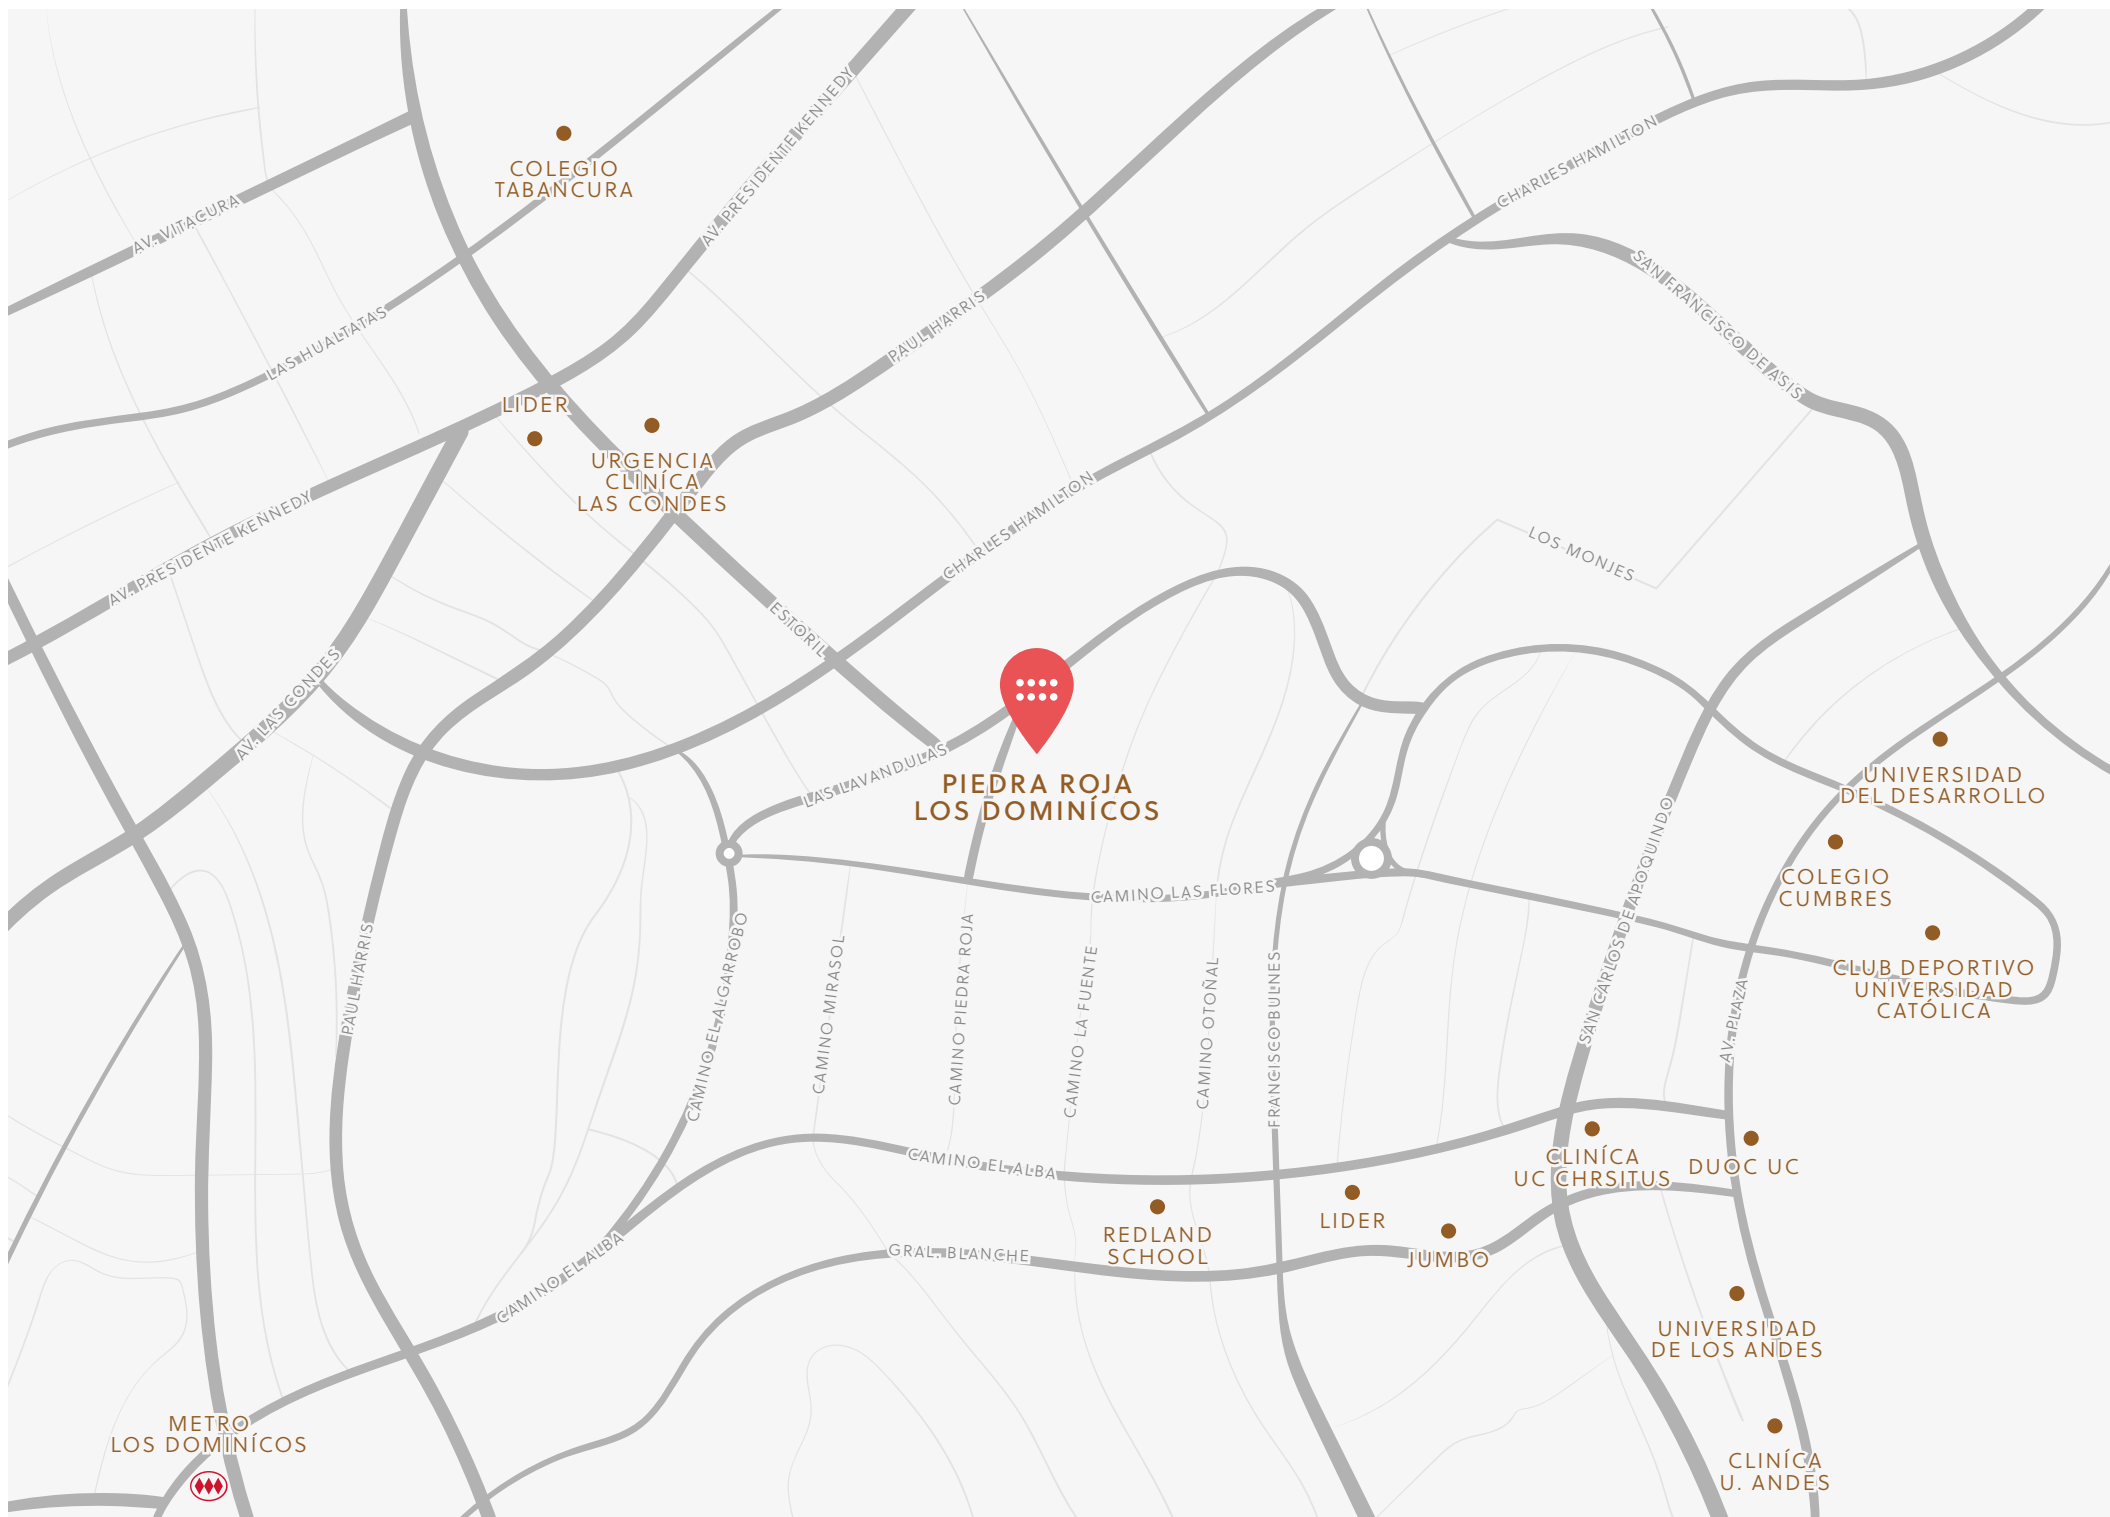 COLEGIO
TABANCURA
AV. PRESIDENTE KENNEDY
CHARLES HAMILTON
AV. VITACURA
LAS HUALTATAS
PAUL HARRIS
SAN FRANCISCO DE ASIS
LIDER
URGENCIA
CLINÍCA
LAS CONDES
AV. PRESIDENTE KENNEDY
CHARLES HAMILTON
LOS MONJES
ESTORIL
AV. LAS CONDES
LAS LAVANDULAS
PIEDRA ROJA
LOS DOMINÍCOS
UNIVERSIDAD
DEL DESARROLLO
COLEGIO
CUMBRES
CAMINO LAS FLORES
SAN CARLOS DE APOQUINDO
CLUB DEPORTIVO
UNIVERSIDAD
CATÓLICA
PAUL HARRIS
CAMINO EL ALGARROBO
CAMINO MIRASOL
CAMINO PIEDRA ROJA
CAMINO LA FUENTE
CAMINO OTOÑAL
FRANCISCO BULNES
AV. PLAZA
CAMINO EL ALBA
CLINÍCA
UC CHRSITUS
DUOC UC
REDLAND
SCHOOL
LIDER
JUMBO
GRAL. BLANCHE
CAMINO EL ALBA
UNIVERSIDAD
DE LOS ANDES
METRO
LOS DOMINÍCOS
CLINÍCA
U. ANDES